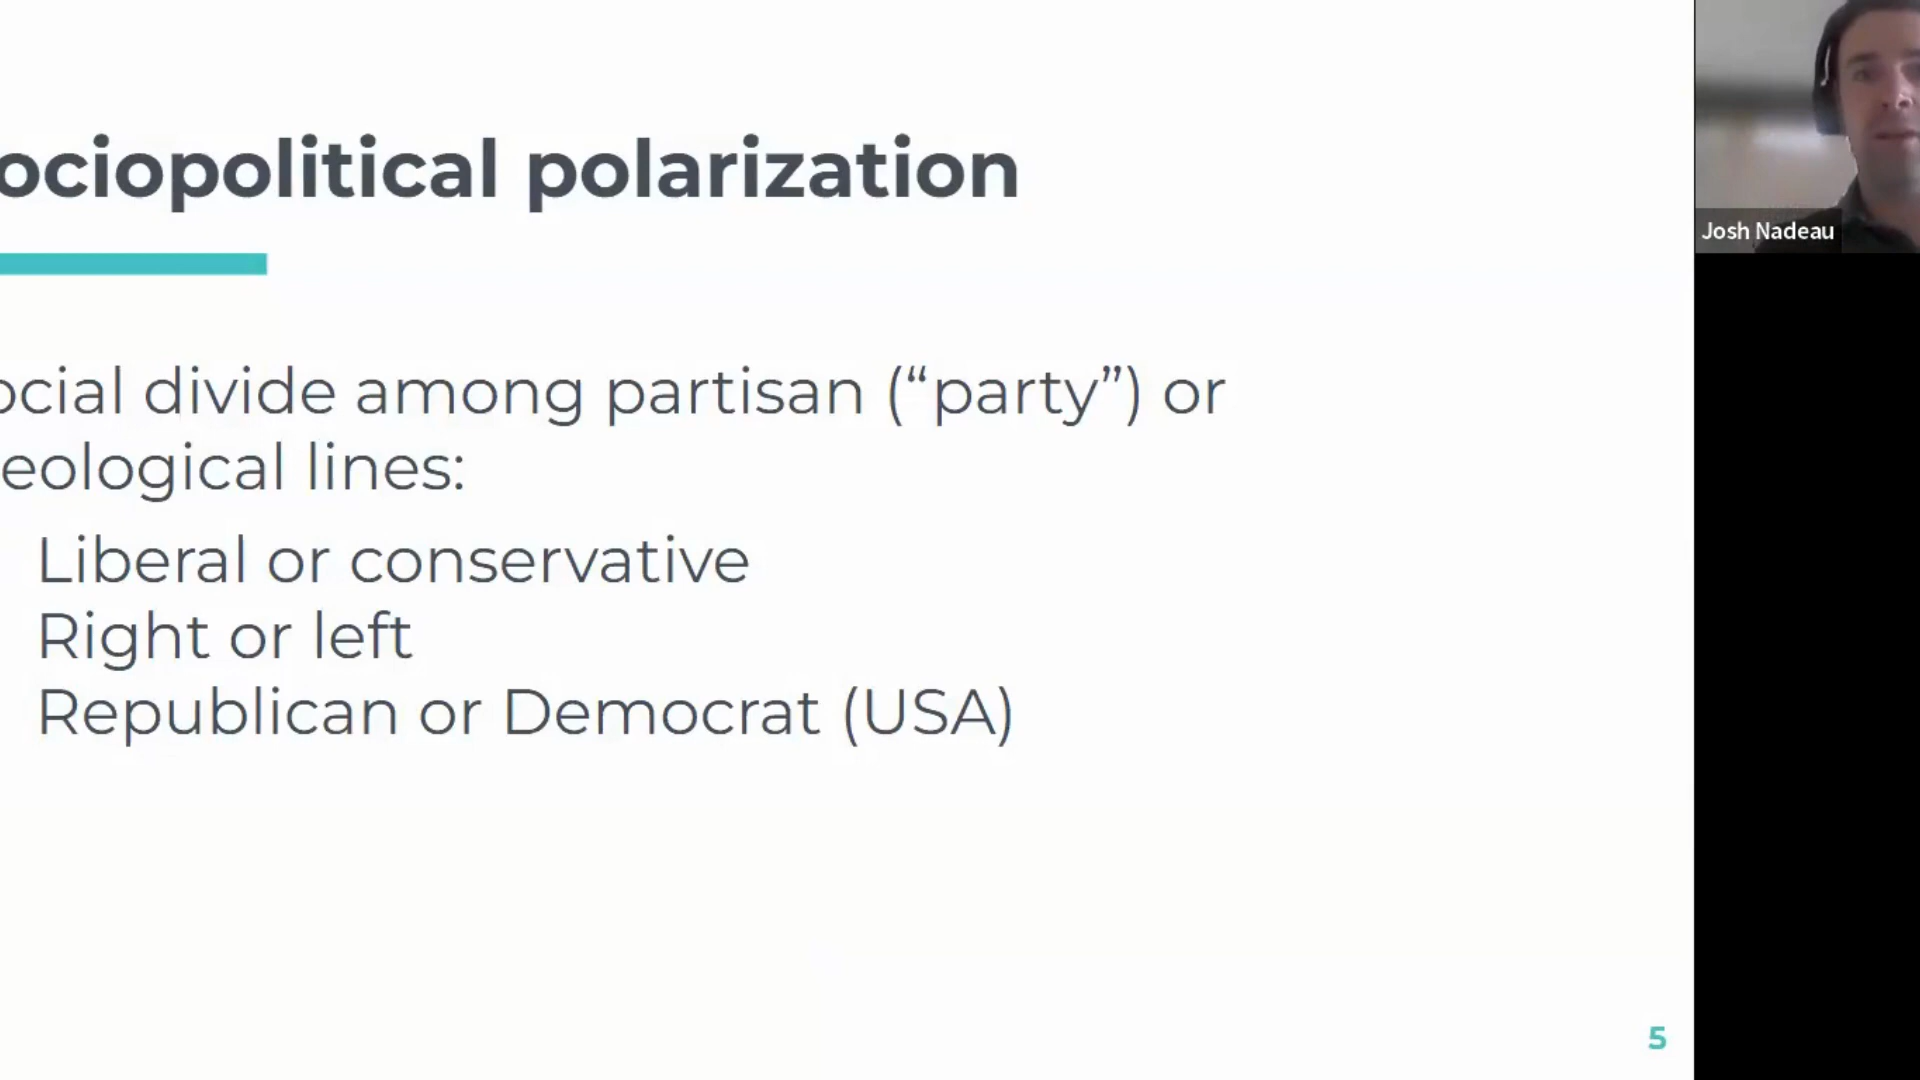 ociopolitical polarization
ocial divide among partisan (“party”) or
eological lines:
Liberal or conservative
Right or left
Republican or Democrat (USA)
Josh Nadeau
5